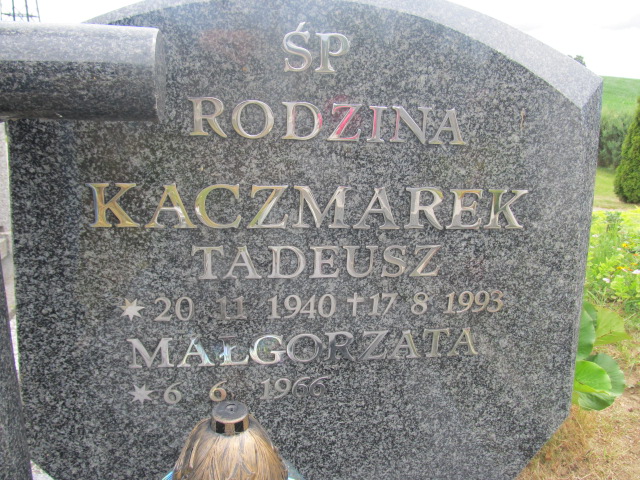 ŚP
RODZINA
KACZMAREK
TADEUSZ
* 20 11 1940 † 17 8 1993
MAŁGORZATA
* 6 6 1966